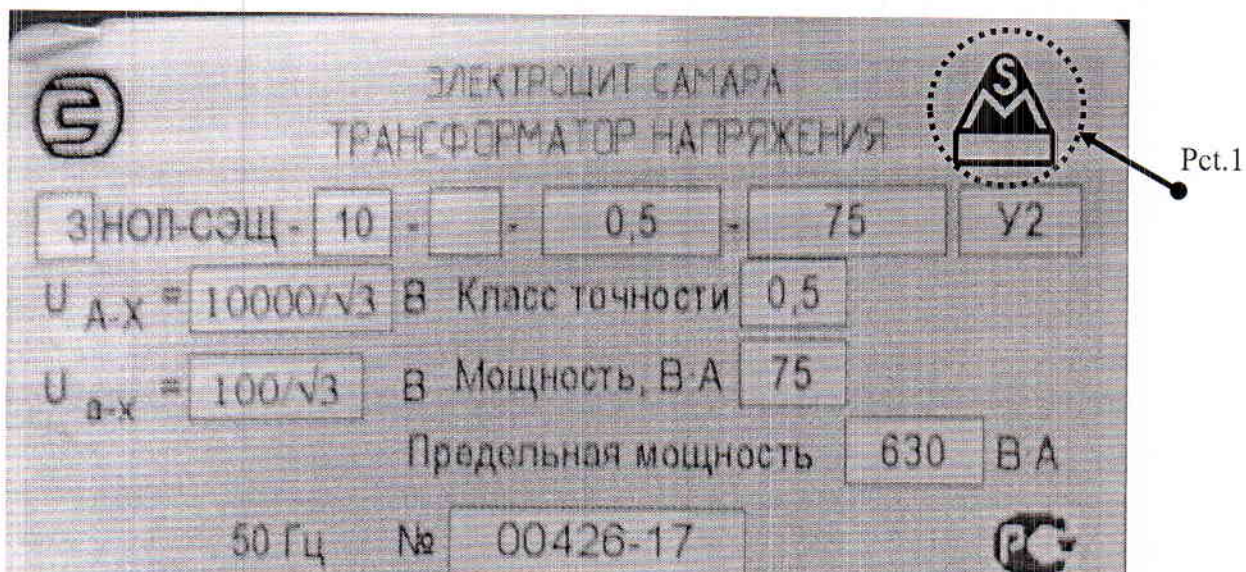 ЭЛЕКТРОЩИТ САМАРА
ТРАНСФОРМАТОР НАПРЯЖЕНИЯ
Pct.1
3 НОЛ-СЭЩ - 10 - - 0,5 - 75 У2
U A-X = 10000/√3 В Класс точности 0,5
U a-x = 100/√3 В Мощность, В·А 75
Предельная мощность 630 В·А
50 Гц № 00426-17